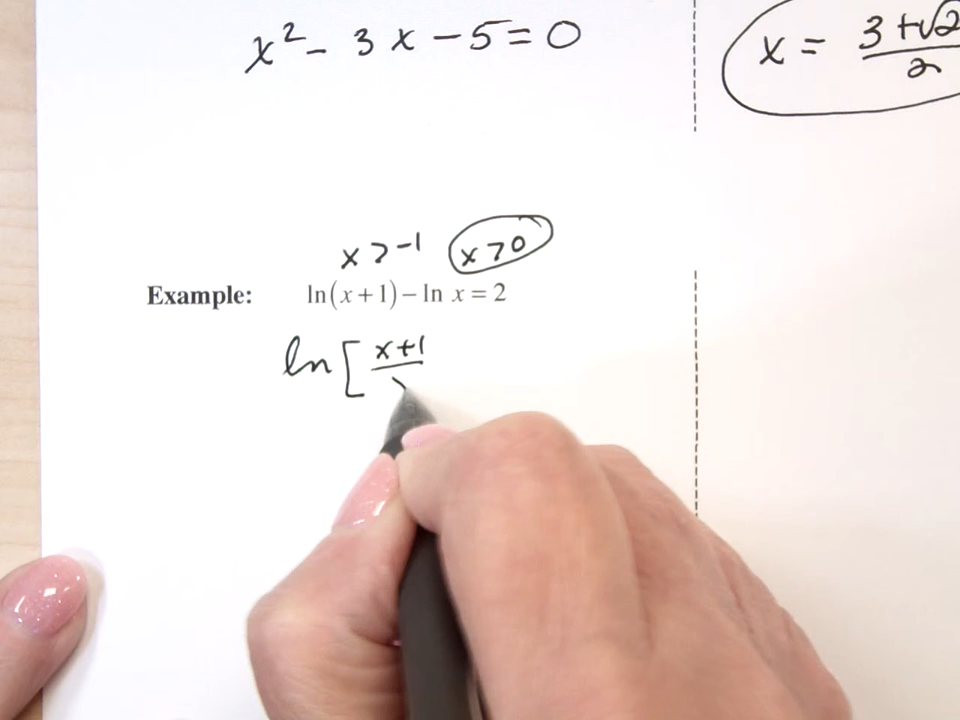 x² - 3x - 5 = 0
x = 3 + √2 / 2
x > -1  x > 0
Example: ln(x + 1) − ln x = 2
ln [ x+1 /